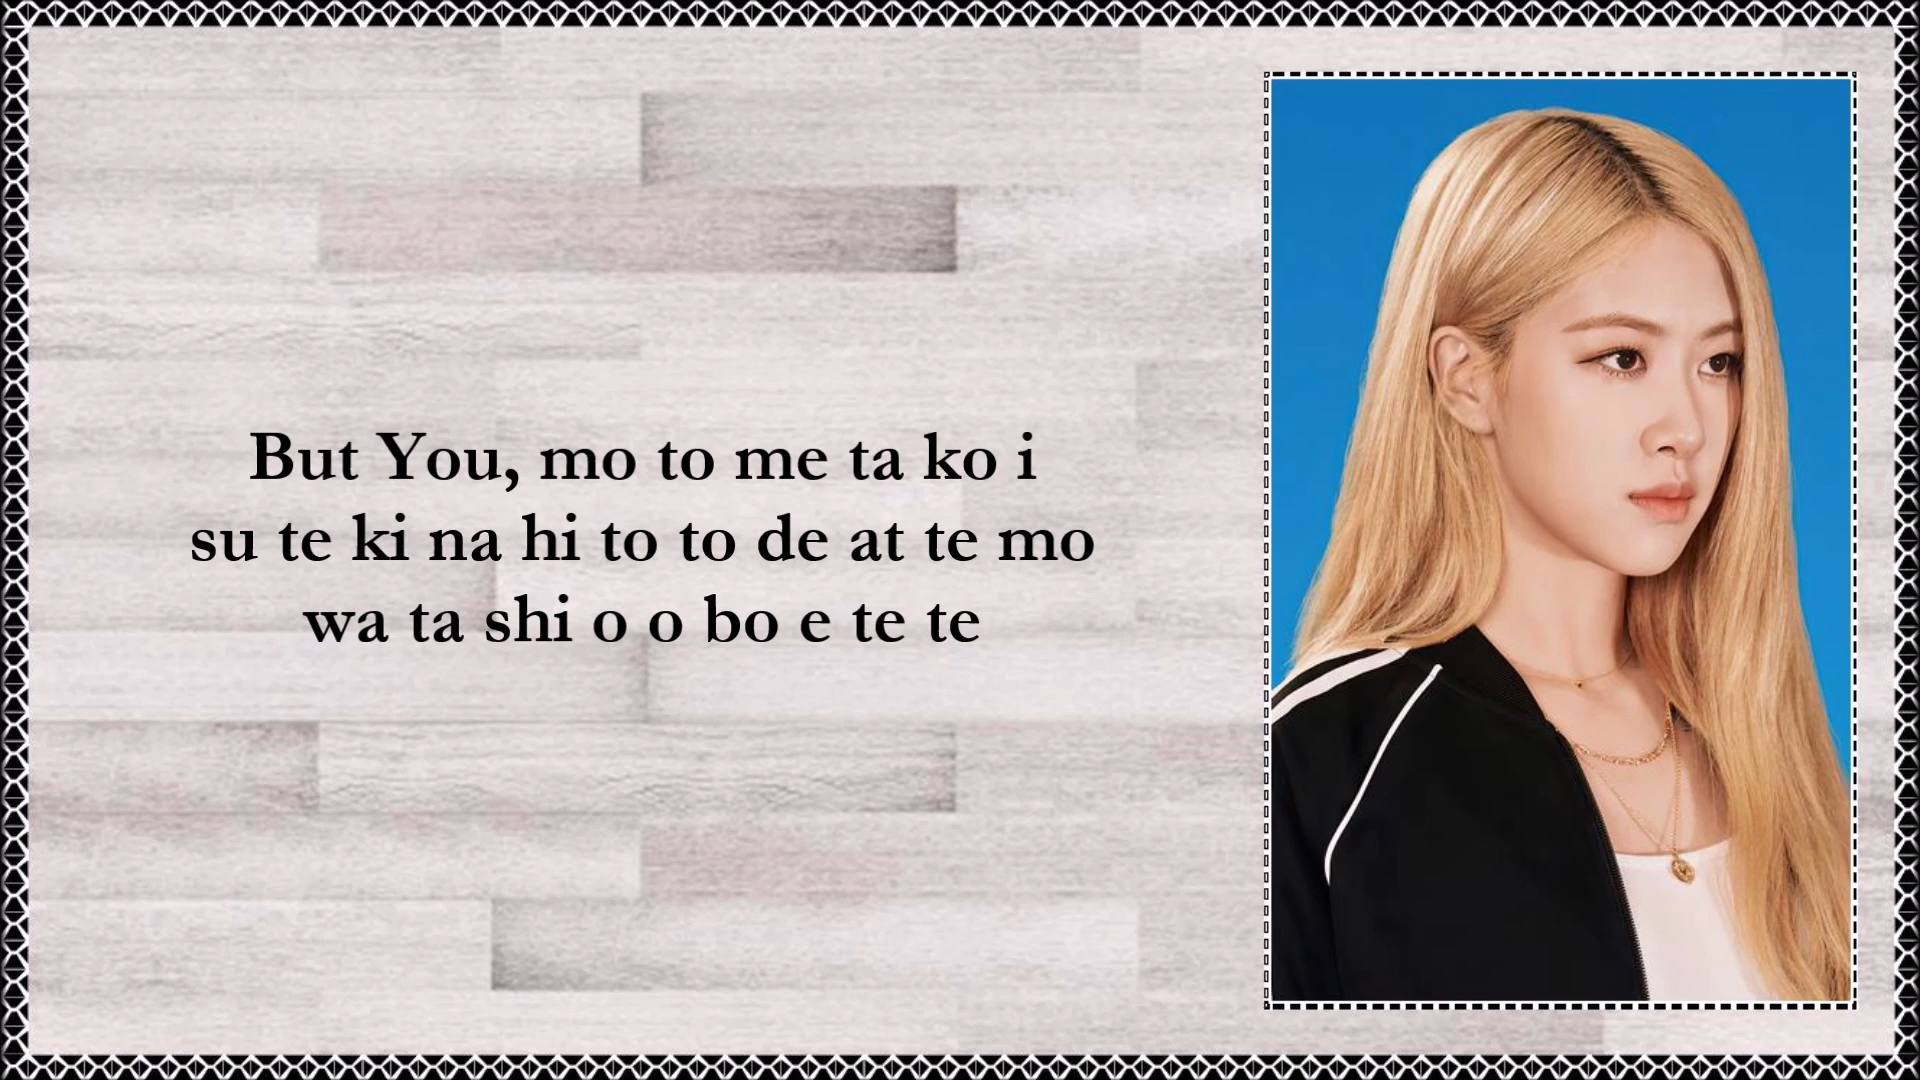 But You, mo to me ta ko i
su te ki na hi to to de at te mo
wa ta shi o o bo e te te